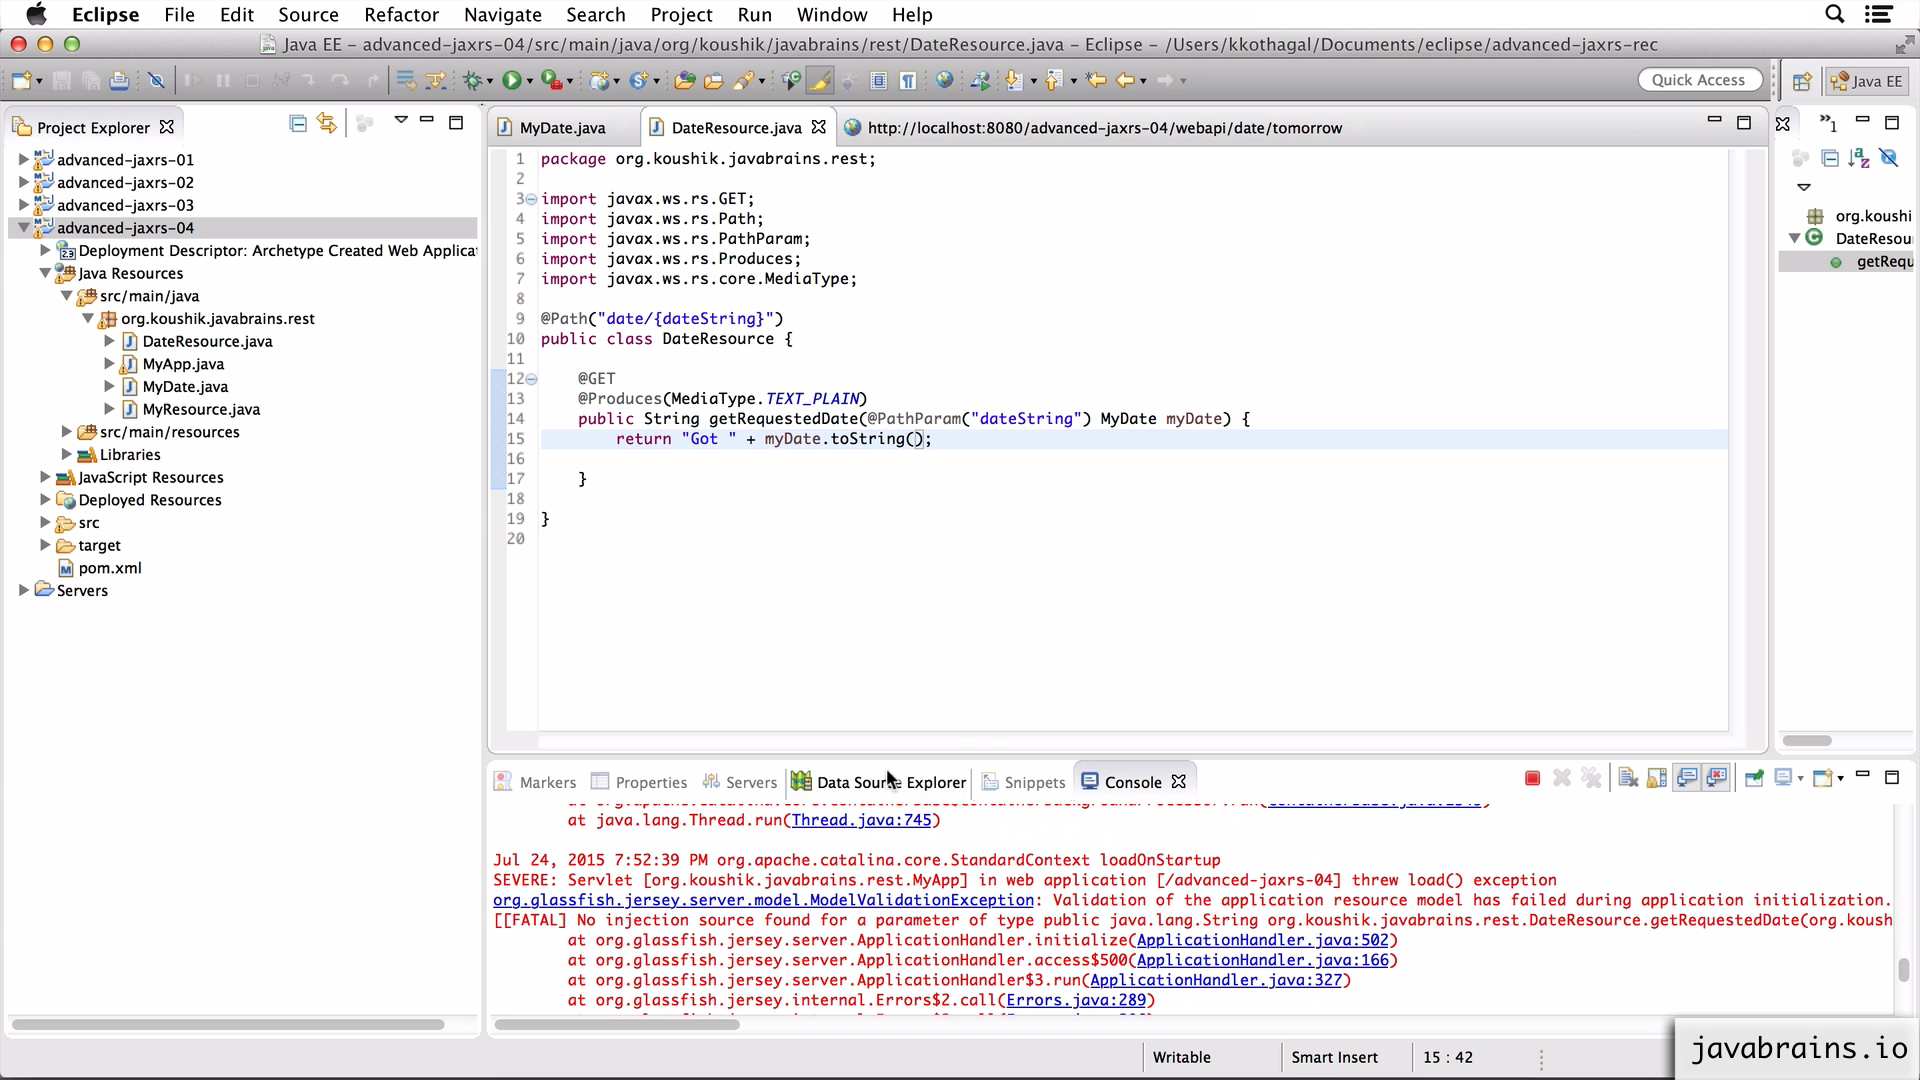 Eclipse File Edit Source Refactor Navigate Search Project Run Window Help
Java EE – advanced-jaxrs-04/src/main/java/org/koushik/javabrains/rest/DateResource.java – Eclipse – /Users/kkothagal/Documents/eclipse/advanced-jaxrs-rec
Quick Access
Java EE
Project Explorer
advanced-jaxrs-01
advanced-jaxrs-02
advanced-jaxrs-03
advanced-jaxrs-04
Deployment Descriptor: Archetype Created Web Applica
Java Resources
src/main/java
org.koushik.javabrains.rest
DateResource.java
MyApp.java
MyDate.java
MyResource.java
src/main/resources
Libraries
JavaScript Resources
Deployed Resources
src
target
pom.xml
Servers
MyDate.java
DateResource.java
http://localhost:8080/advanced-jaxrs-04/webapi/date/tomorrow
1 package org.koushik.javabrains.rest;
2
3 import javax.ws.rs.GET;
4 import javax.ws.rs.Path;
5 import javax.ws.rs.PathParam;
6 import javax.ws.rs.Produces;
7 import javax.ws.rs.core.MediaType;
8
9 @Path("date/{dateString}")
10 public class DateResource {
11
12 @GET
13 @Produces(MediaType.TEXT_PLAIN)
14 public String getRequestedDate(@PathParam("dateString") MyDate myDate) {
15 return "Got " + myDate.toString();
16
17 }
18
19 }
20
»1
org.koushi
DateResou
getRequ
Markers Properties Servers Data Source Explorer Snippets Console
at java.lang.Thread.run(Thread.java:745)
Jul 24, 2015 7:52:39 PM org.apache.catalina.core.StandardContext loadOnStartup
SEVERE: Servlet [org.koushik.javabrains.rest.MyApp] in web application [/advanced-jaxrs-04] threw load() exception
org.glassfish.jersey.server.model.ModelValidationException: Validation of the application resource model has failed during application initialization.
[[FATAL] No injection source found for a parameter of type public java.lang.String org.koushik.javabrains.rest.DateResource.getRequestedDate(org.koush
at org.glassfish.jersey.server.ApplicationHandler.initialize(ApplicationHandler.java:502)
at org.glassfish.jersey.server.ApplicationHandler.access$500(ApplicationHandler.java:166)
at org.glassfish.jersey.server.ApplicationHandler$3.run(ApplicationHandler.java:327)
at org.glassfish.jersey.internal.Errors$2.call(Errors.java:289)
Writable
Smart Insert
15 : 42
javabrains.io